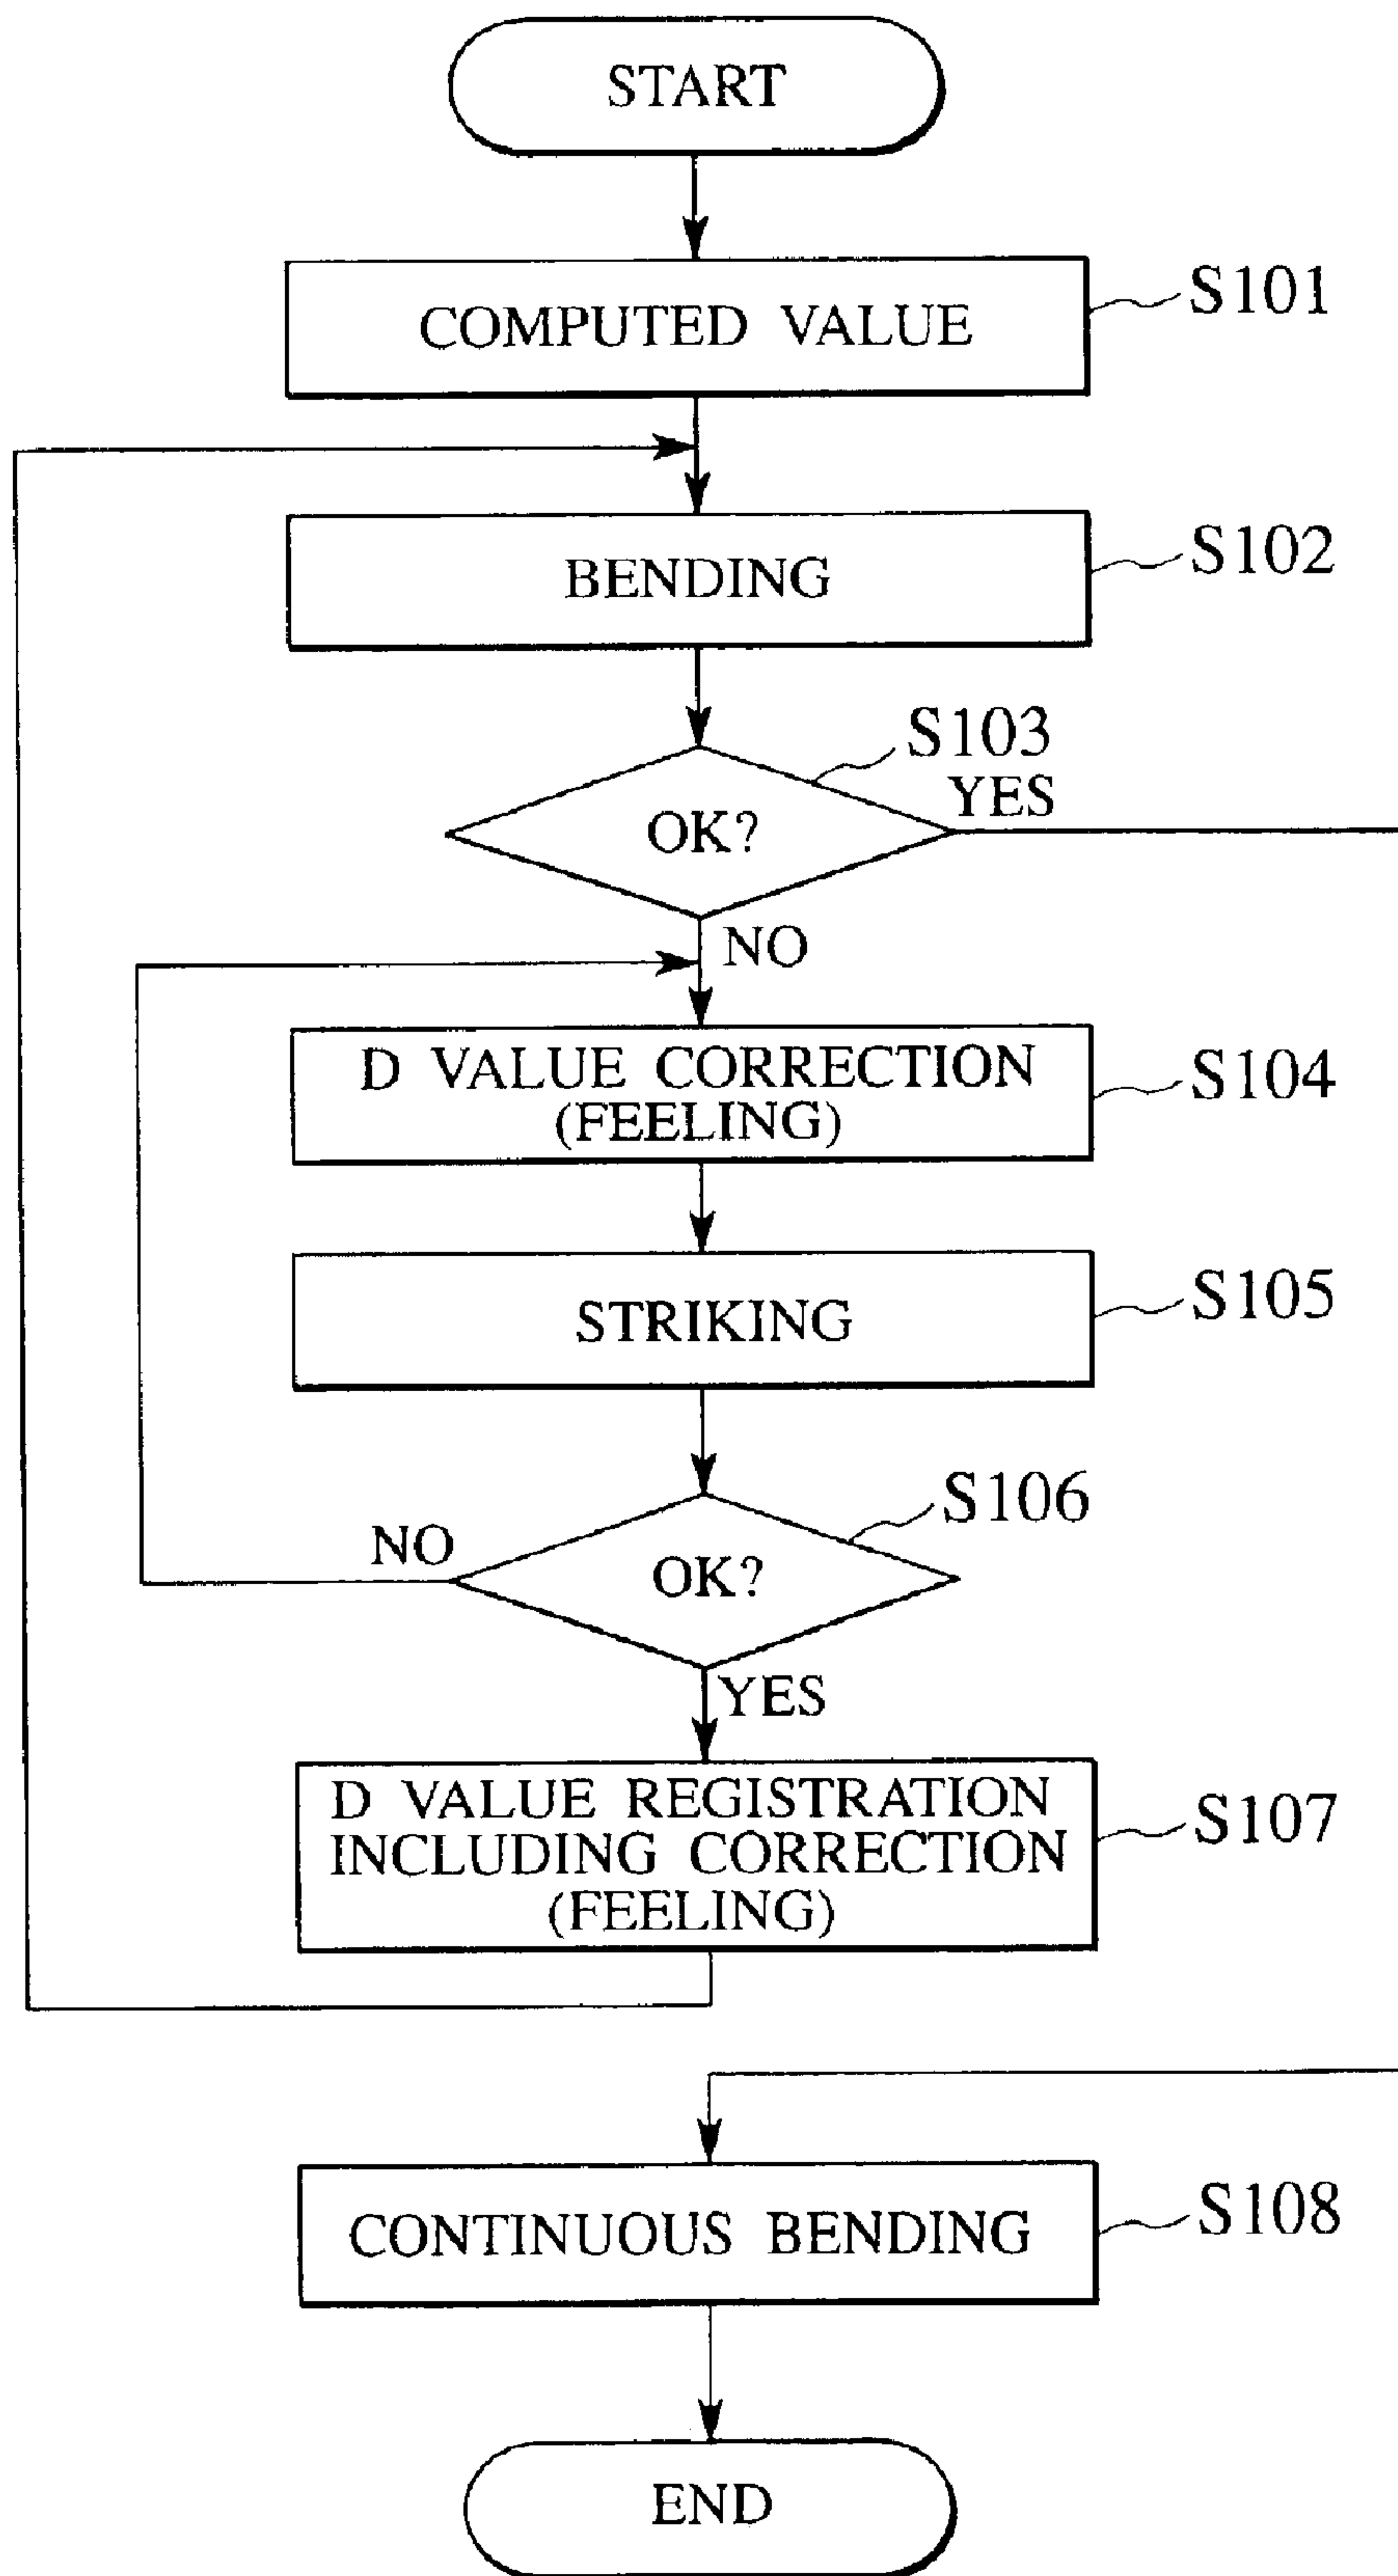 START
COMPUTED VALUE
S101
BENDING
S102
S103
YES
OK?
NO
D VALUE CORRECTION
(FEELING)
S104
STRIKING
S105
S106
NO
OK?
YES
D VALUE REGISTRATION
INCLUDING CORRECTION
(FEELING)
S107
CONTINUOUS BENDING
S108
END